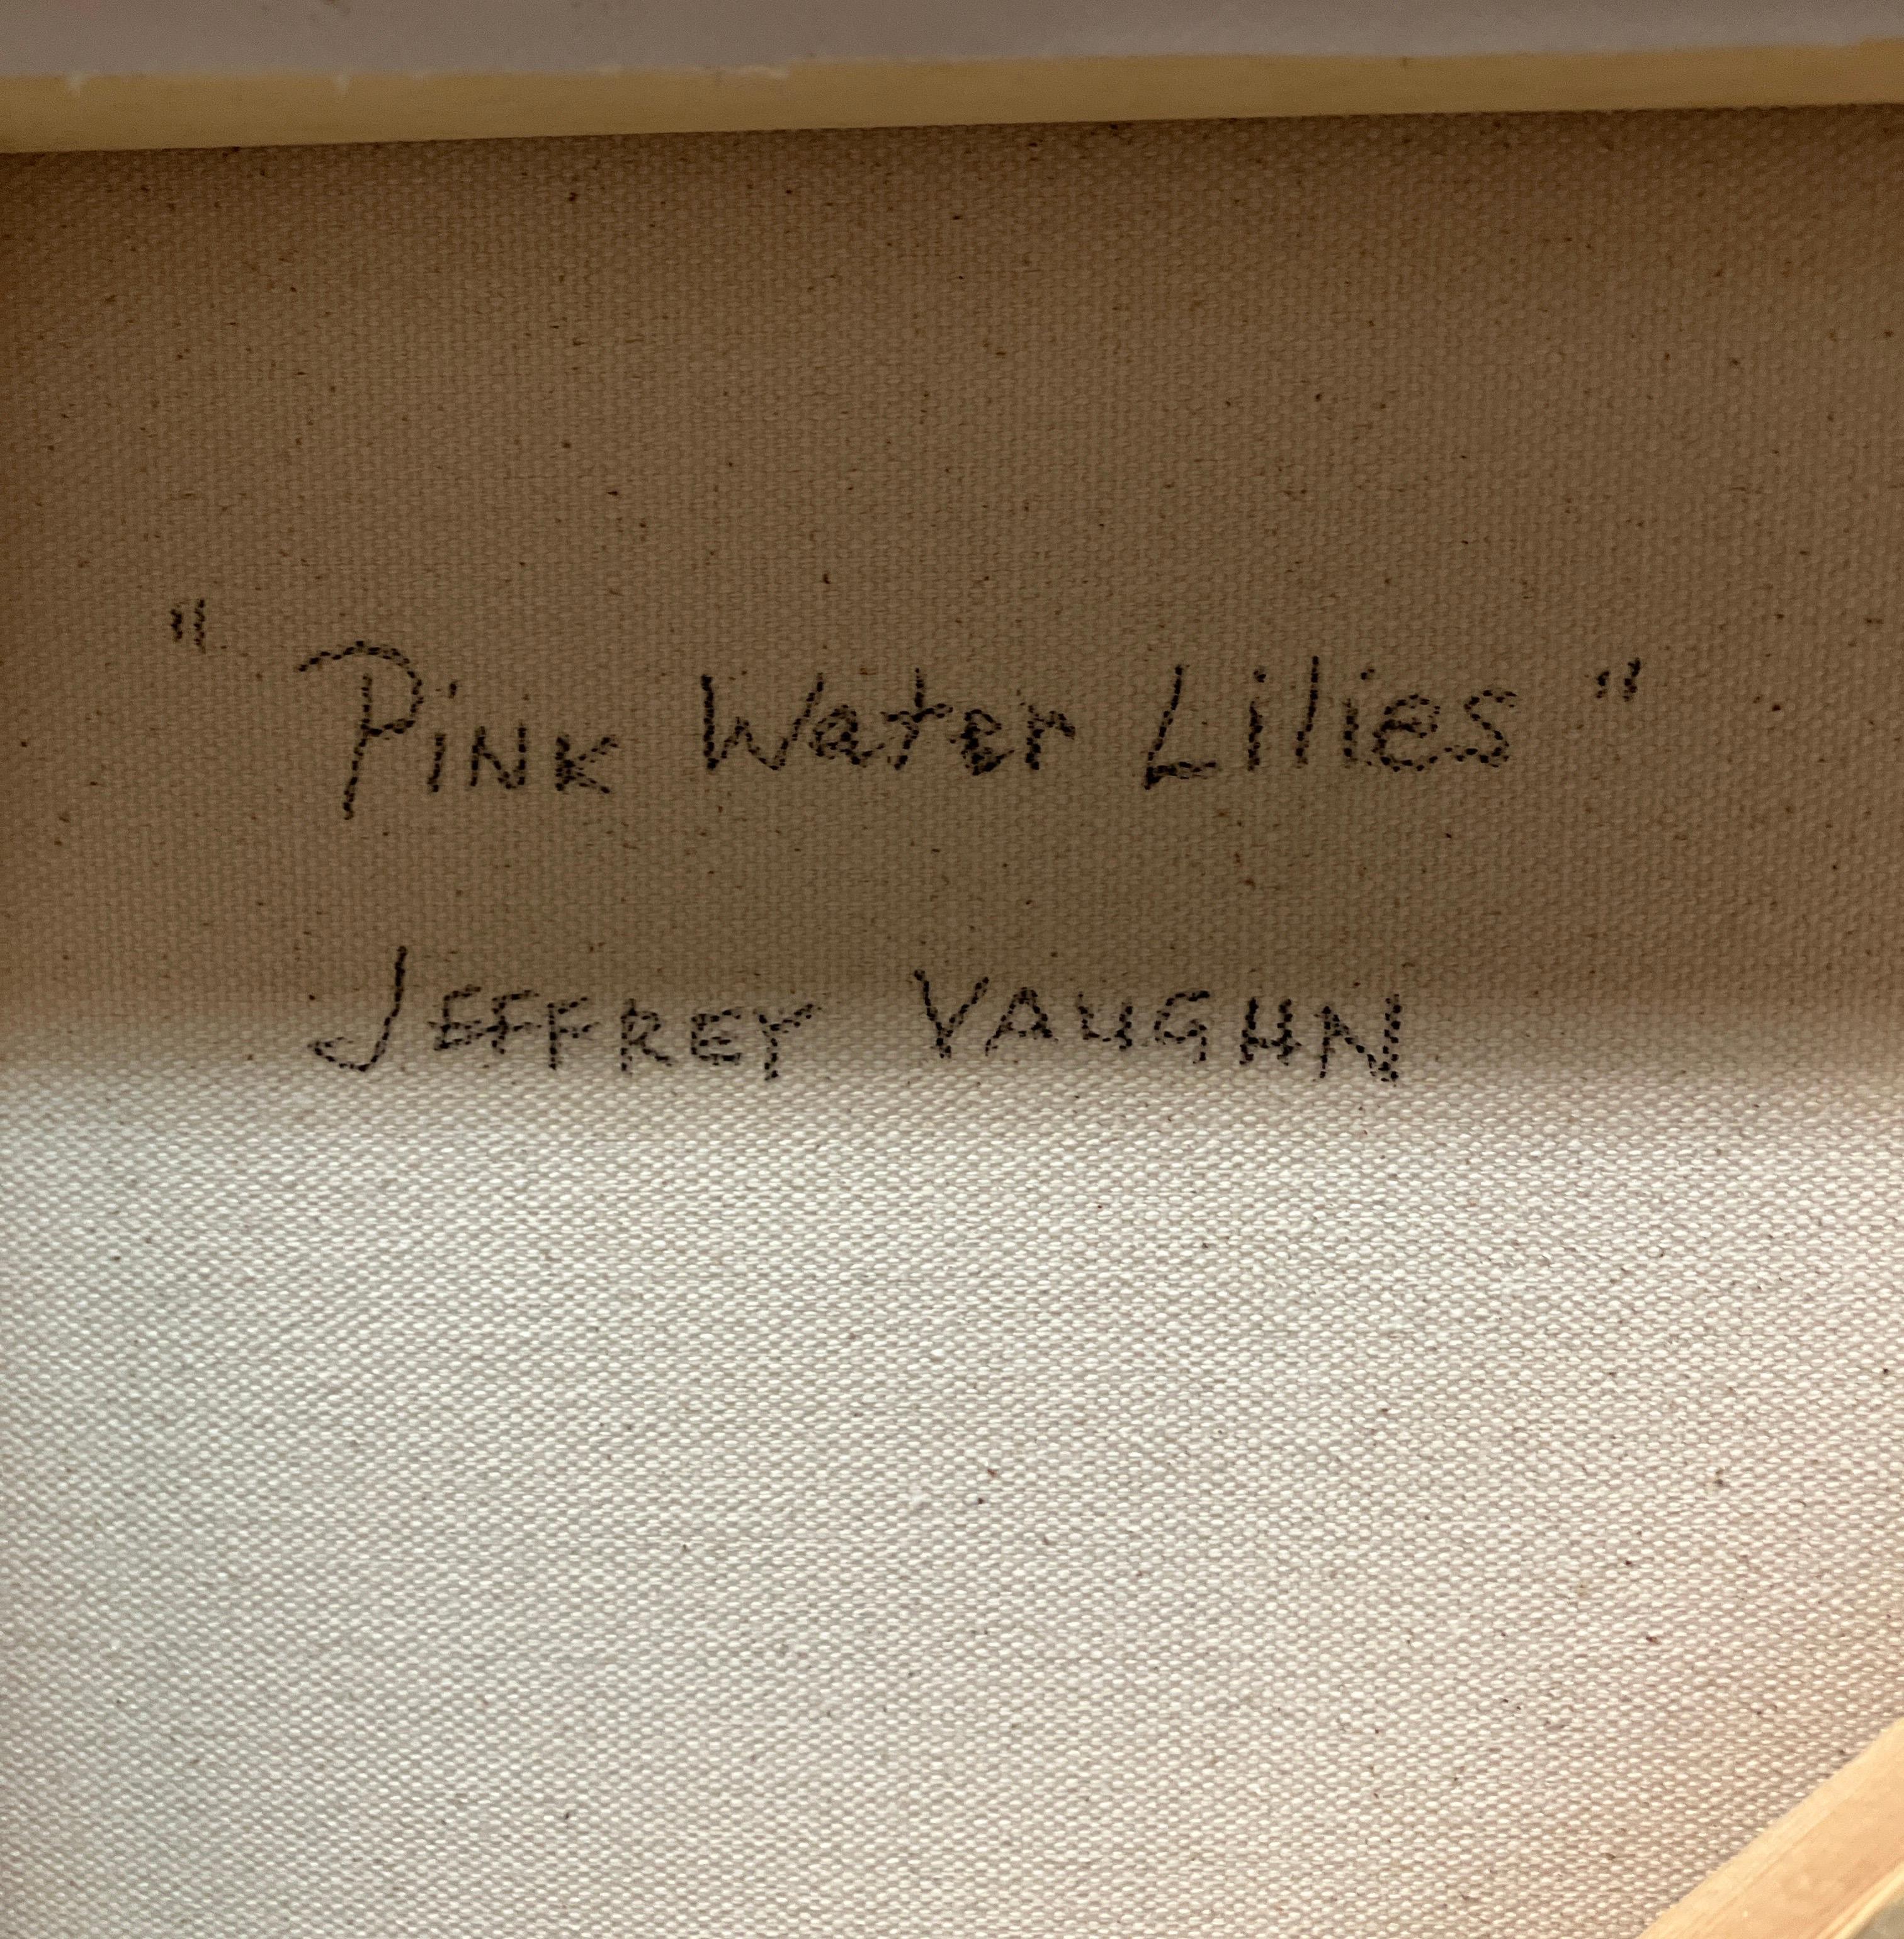 "Pink Water Lilies"
JEFFREY VAUGHN